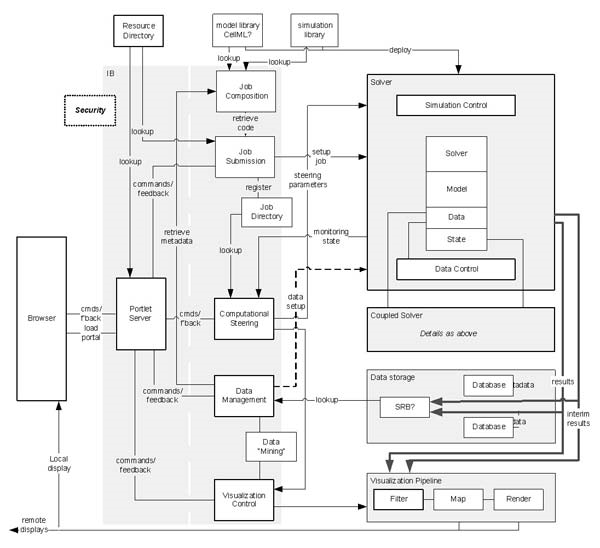 Resource
Directory
model library
CellML?
simulation
library
deploy
lookup
lookup
IB
Security
Job
Composition
Solver
Simulation Control
retrieve
code
lookup
lookup
Job
Submission
setup
job
steering
parameters
Solver
Model
Data
State
commands/
feedback
register
Job
Directory
retrieve
metadata
lookup
monitoring
state
Data Control
data
setup
Browser
cmds/
f'back
load
portal
Portlet
Server
cmds/
f'back
Computational
Steering
Coupled Solver
Details as above
commands/
feedback
Data
Management
lookup
Data storage
Database
tadata
results
SRB?
interim
results
Database
data
Data
"Mining"
Local
display
commands/
feedback
Visualization
Control
Visualization Pipeline
Filter
Map
Render
remote
displays